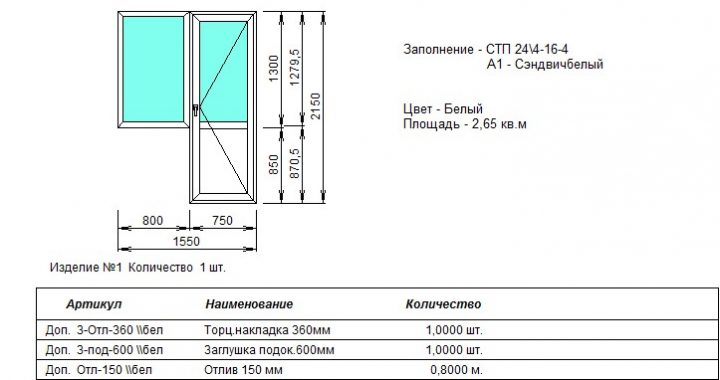 1300
1279,5
2150
850
870,5
800
750
1550
Заполнение - СТП 24\4-16-4
А1 - Сэндвичбелый
Цвет - Белый
Площадь - 2,65 кв.м
Изделие №1 Количество 1 шт.
Артикул Наименование Количество
Доп. 3-Отл-360 \\бел Торц.накладка 360мм 1,0000 шт.
Доп. 3-под-600 \\бел Заглушка подок.600мм 1,0000 шт.
Доп. Отл-150 \\бел Отлив 150 мм 0,8000 м.